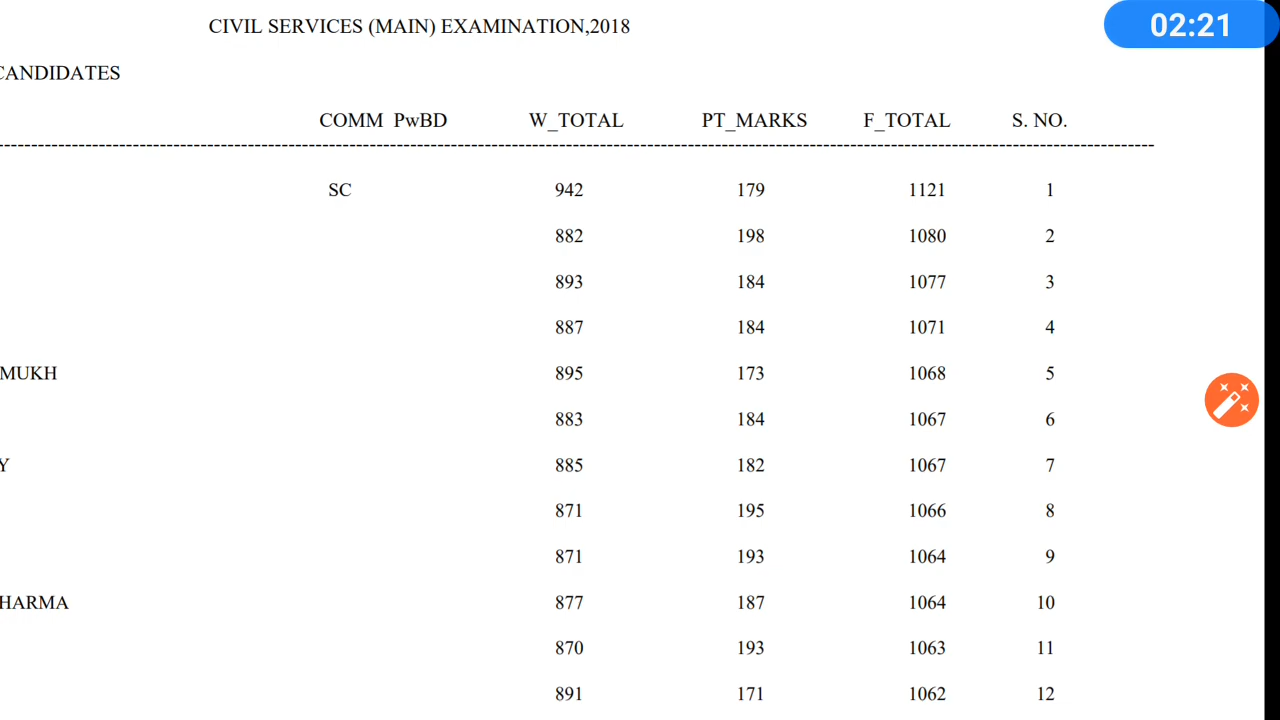 CIVIL SERVICES (MAIN) EXAMINATION,2018
02:21
CANDIDATES
COMM PwBD W_TOTAL PT_MARKS F_TOTAL S. NO.
SC 942 179 1121 1
882 198 1080 2
893 184 1077 3
887 184 1071 4
MUKH 895 173 1068 5
883 184 1067 6
Y 885 182 1067 7
871 195 1066 8
871 193 1064 9
HARMA 877 187 1064 10
870 193 1063 11
891 171 1062 12